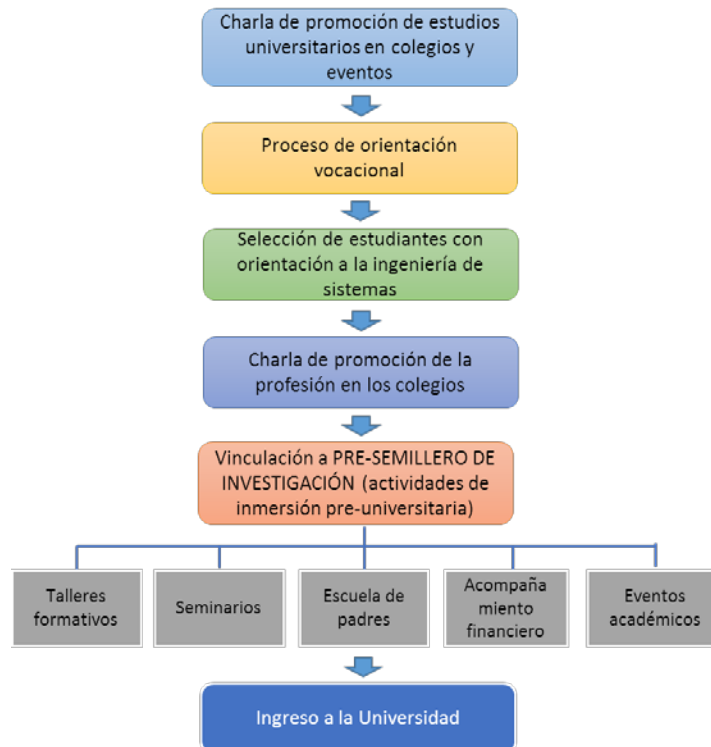 Charla de promoción de estudios
universitarios en colegios y
eventos
Proceso de orientación
vocacional
Selección de estudiantes con
orientación a la ingeniería de
sistemas
Charla de promoción de la
profesión en los colegios
Vinculación a PRE-SEMILLERO DE
INVESTIGACIÓN (actividades de
inmersión pre-universitaria)
Talleres
formativos
Seminarios
Escuela de
padres
Acompaña
miento
financiero
Eventos
académicos
Ingreso a la Universidad